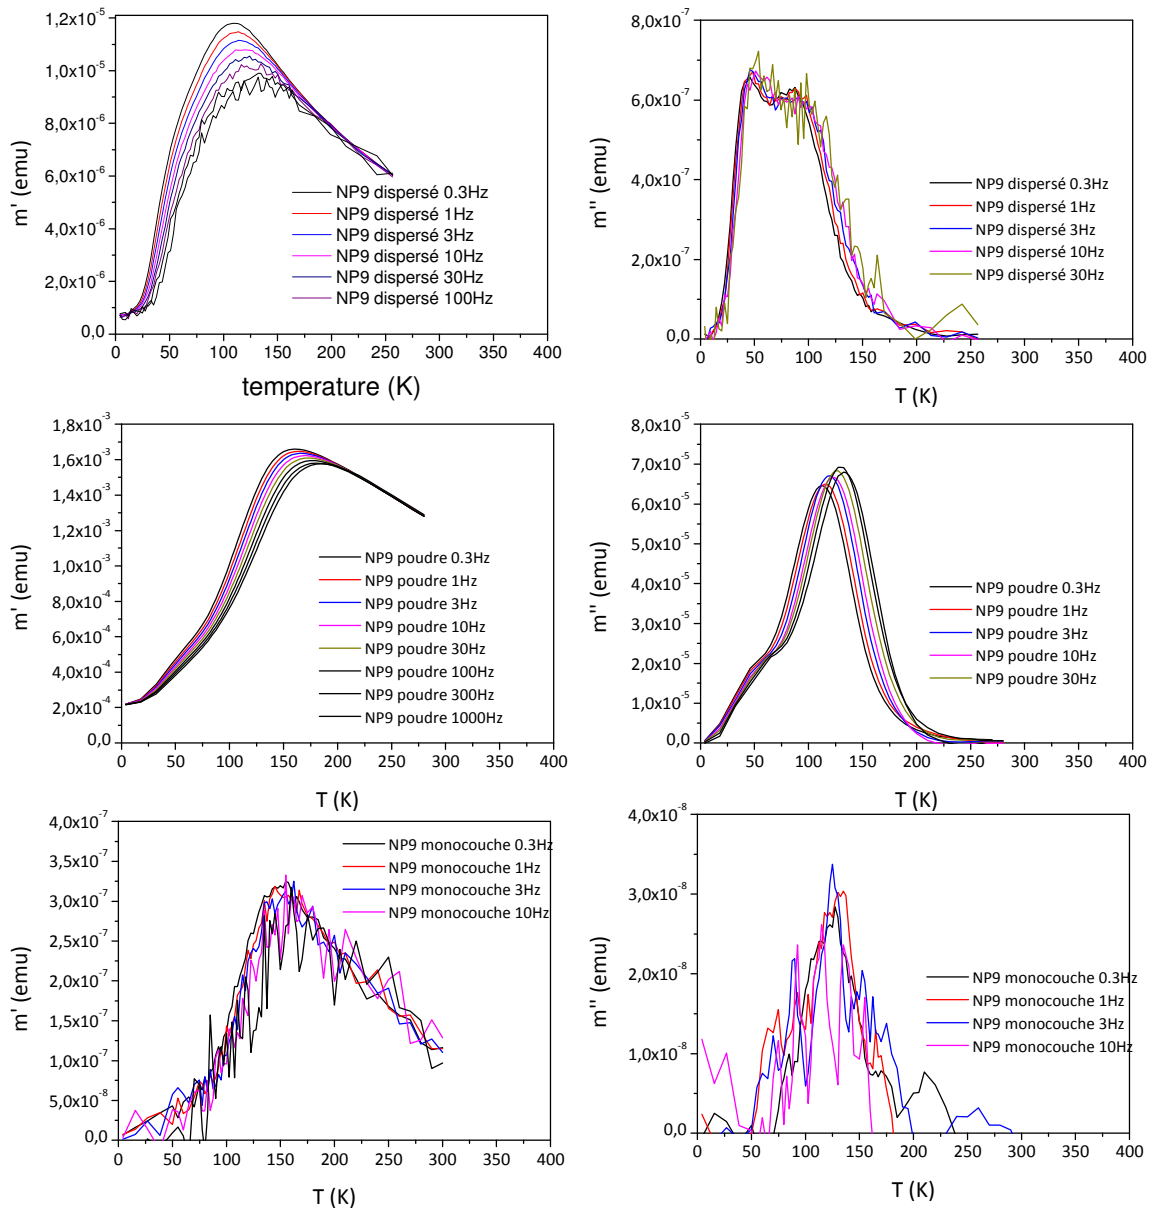 1,2x10⁻⁵
1,0x10⁻⁵
8,0x10⁻⁶
6,0x10⁻⁶
4,0x10⁻⁶
2,0x10⁻⁶
0,0
m' (emu)
NP9 dispersé 0.3Hz
NP9 dispersé 1Hz
NP9 dispersé 3Hz
NP9 dispersé 10Hz
NP9 dispersé 30Hz
NP9 dispersé 100Hz
0 50 100 150 200 250 300 350 400
temperature (K)
8,0x10⁻⁷
6,0x10⁻⁷
4,0x10⁻⁷
2,0x10⁻⁷
0,0
m'' (emu)
NP9 dispersé 0.3Hz
NP9 dispersé 1Hz
NP9 dispersé 3Hz
NP9 dispersé 10Hz
NP9 dispersé 30Hz
0 50 100 150 200 250 300 350 400
T (K)
1,8x10⁻³
1,6x10⁻³
1,4x10⁻³
1,2x10⁻³
1,0x10⁻³
8,0x10⁻⁴
6,0x10⁻⁴
4,0x10⁻⁴
2,0x10⁻⁴
0,0
m' (emu)
NP9 poudre 0.3Hz
NP9 poudre 1Hz
NP9 poudre 3Hz
NP9 poudre 10Hz
NP9 poudre 30Hz
NP9 poudre 100Hz
NP9 poudre 300Hz
NP9 poudre 1000Hz
0 50 100 150 200 250 300 350 400
T (K)
8,0x10⁻⁵
7,0x10⁻⁵
6,0x10⁻⁵
5,0x10⁻⁵
4,0x10⁻⁵
3,0x10⁻⁵
2,0x10⁻⁵
1,0x10⁻⁵
0,0
m'' (emu)
NP9 poudre 0.3Hz
NP9 poudre 1Hz
NP9 poudre 3Hz
NP9 poudre 10Hz
NP9 poudre 30Hz
0 50 100 150 200 250 300 350 400
T (K)
4,0x10⁻⁷
3,5x10⁻⁷
3,0x10⁻⁷
2,5x10⁻⁷
2,0x10⁻⁷
1,5x10⁻⁷
1,0x10⁻⁷
5,0x10⁻⁸
0,0
m' (emu)
NP9 monocouche 0.3Hz
NP9 monocouche 1Hz
NP9 monocouche 3Hz
NP9 monocouche 10Hz
0 50 100 150 200 250 300 350 400
T (K)
4,0x10⁻⁸
3,0x10⁻⁸
2,0x10⁻⁸
1,0x10⁻⁸
0,0
m'' (emu)
NP9 monocouche 0.3Hz
NP9 monocouche 1Hz
NP9 monocouche 3Hz
NP9 monocouche 10Hz
0 50 100 150 200 250 300 350 400
T (K)